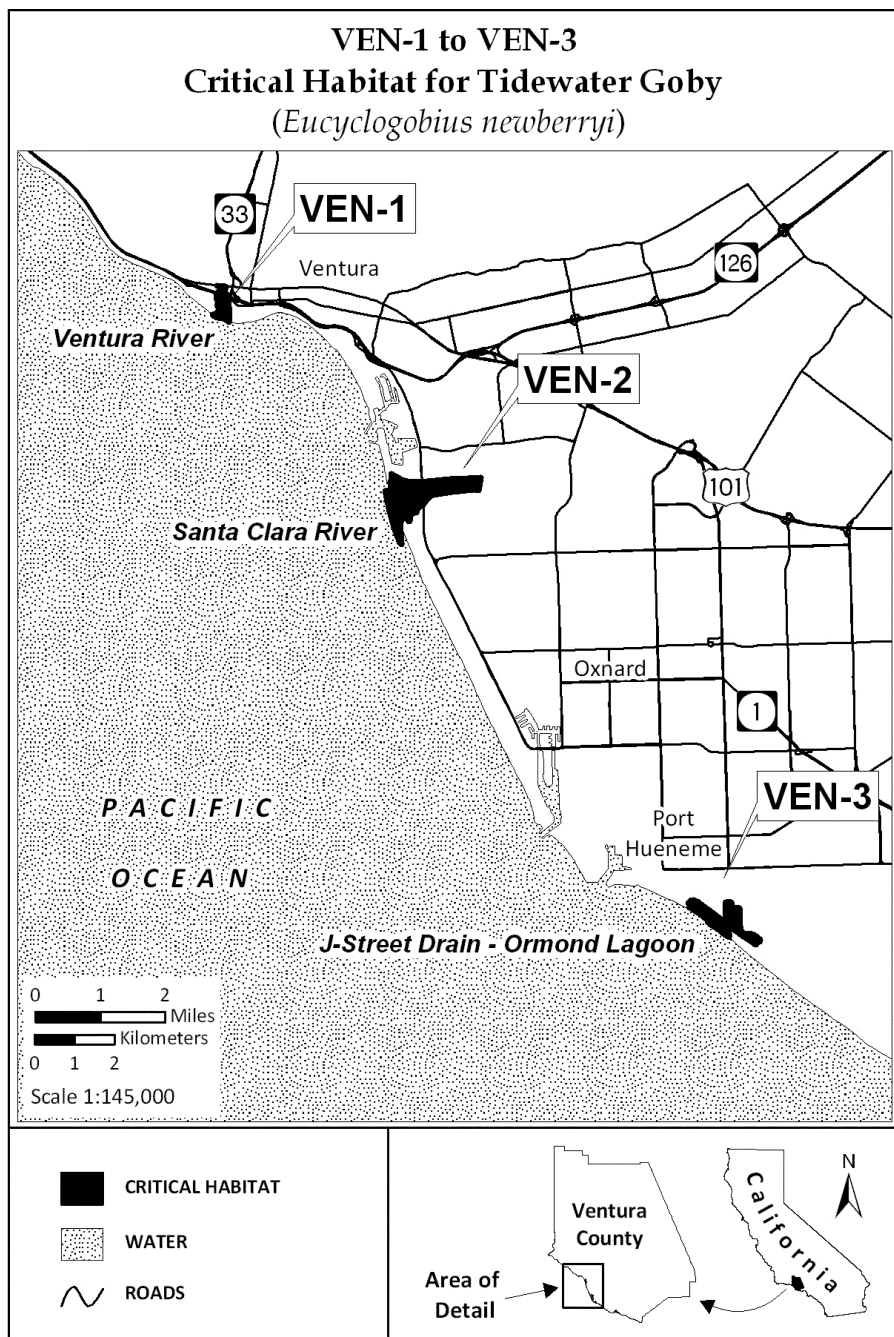 VEN-1 to VEN-3
Critical Habitat for Tidewater Goby
(Eucyclogobius newberryi)
33
VEN-1
Ventura
126
Ventura River
VEN-2
101
Santa Clara River
Oxnard
1
VEN-3
PACIFIC
OCEAN
Port
Hueneme
J-Street Drain - Ormond Lagoon
0 1 2
Miles
Kilometers
0 1 2
Scale 1:145,000
CRITICAL HABITAT
WATER
ROADS
Ventura
County
Area of
Detail
California
N